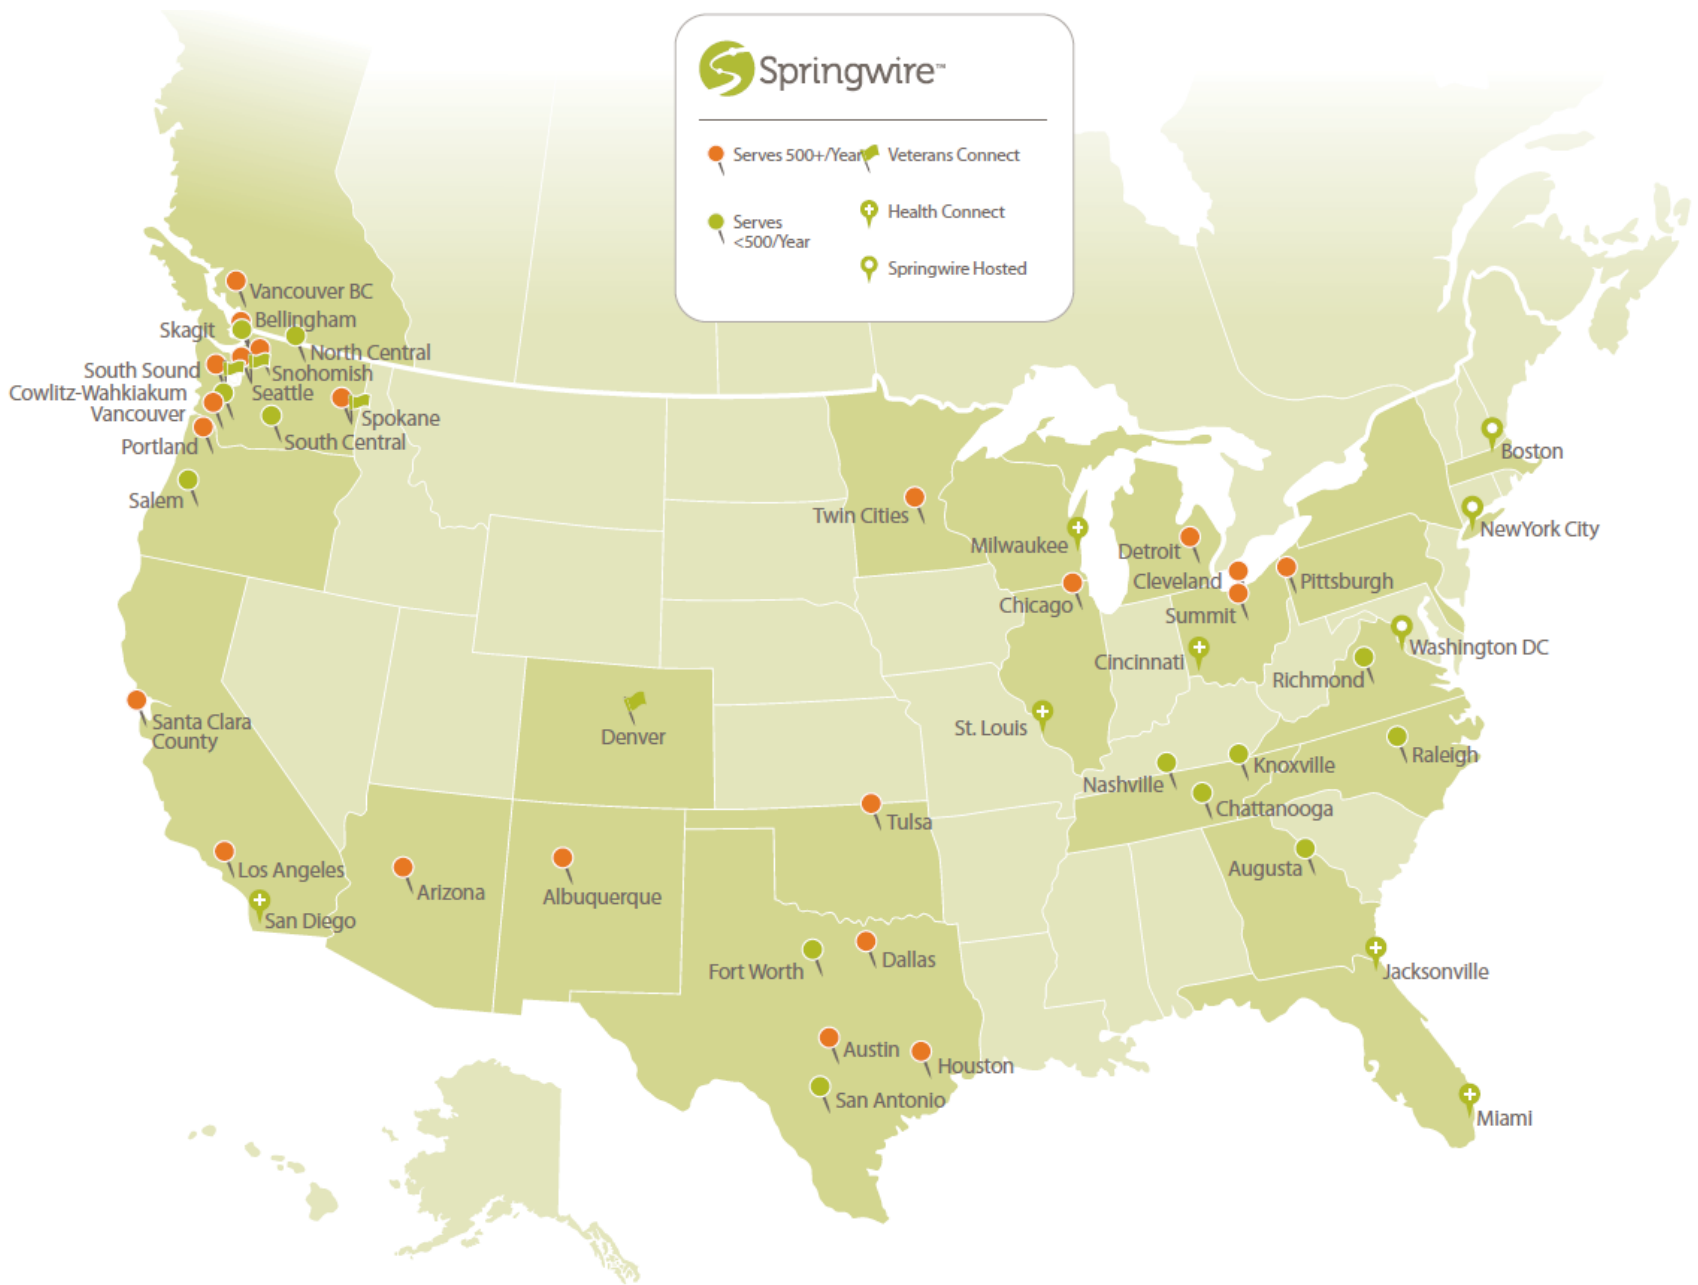 Springwire™
Serves 500+/Year
Veterans Connect
Health Connect
Serves
<500/Year
Springwire Hosted
Vancouver BC
Bellingham
Skagit
North Central
South Sound
Snohomish
Cowlitz-Wahkiakum
Seattle
Vancouver
Spokane
Portland
South Central
Salem
Boston
Twin Cities
NewYork City
Milwaukee
Detroit
Cleveland
Pittsburgh
Chicago
Summit
Washington DC
Cincinnati
Richmond
Santa Clara
County
St. Louis
Denver
Raleigh
Knoxville
Nashville
Chattanooga
Tulsa
Los Angeles
Augusta
Arizona
Albuquerque
San Diego
Dallas
Fort Worth
Jacksonville
Austin
Houston
San Antonio
Miami